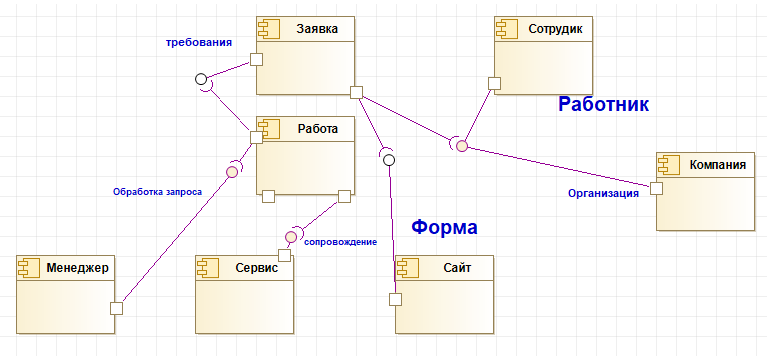 Заявка
Сотрудик
требования
Работник
Работа
Компания
Обработка запроса
Организация
Форма
сопровождение
Менеджер
Сервис
Сайт